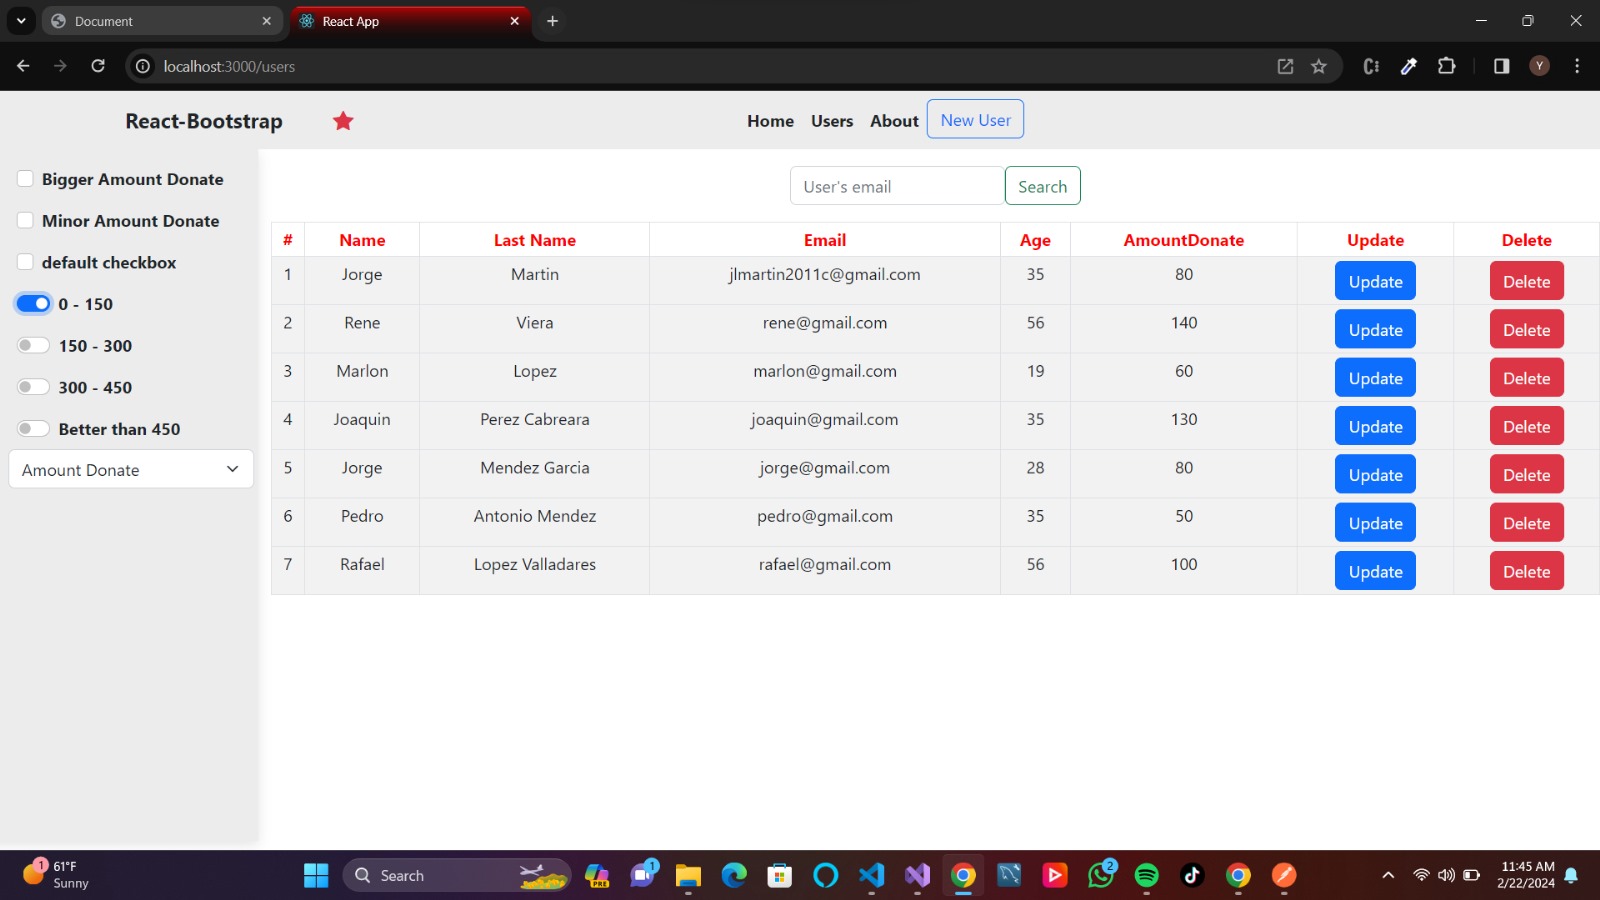 Document
React App
localhost:3000/users
Y
React-Bootstrap
Home Users About New User
Bigger Amount Donate
Minor Amount Donate
default checkbox
0 - 150
150 - 300
300 - 450
Better than 450
Amount Donate
User's email Search
# Name Last Name Email Age AmountDonate Update Delete
1 Jorge Martin jlmartin2011c@gmail.com 35 80 Update Delete
2 Rene Viera rene@gmail.com 56 140 Update Delete
3 Marlon Lopez marlon@gmail.com 19 60 Update Delete
4 Joaquin Perez Cabreara joaquin@gmail.com 35 130 Update Delete
5 Jorge Mendez Garcia jorge@gmail.com 28 80 Update Delete
6 Pedro Antonio Mendez pedro@gmail.com 35 50 Update Delete
7 Rafael Lopez Valladares rafael@gmail.com 56 100 Update Delete
1
61°F
Sunny
Search
PRE
1
2
11:45 AM
2/22/2024